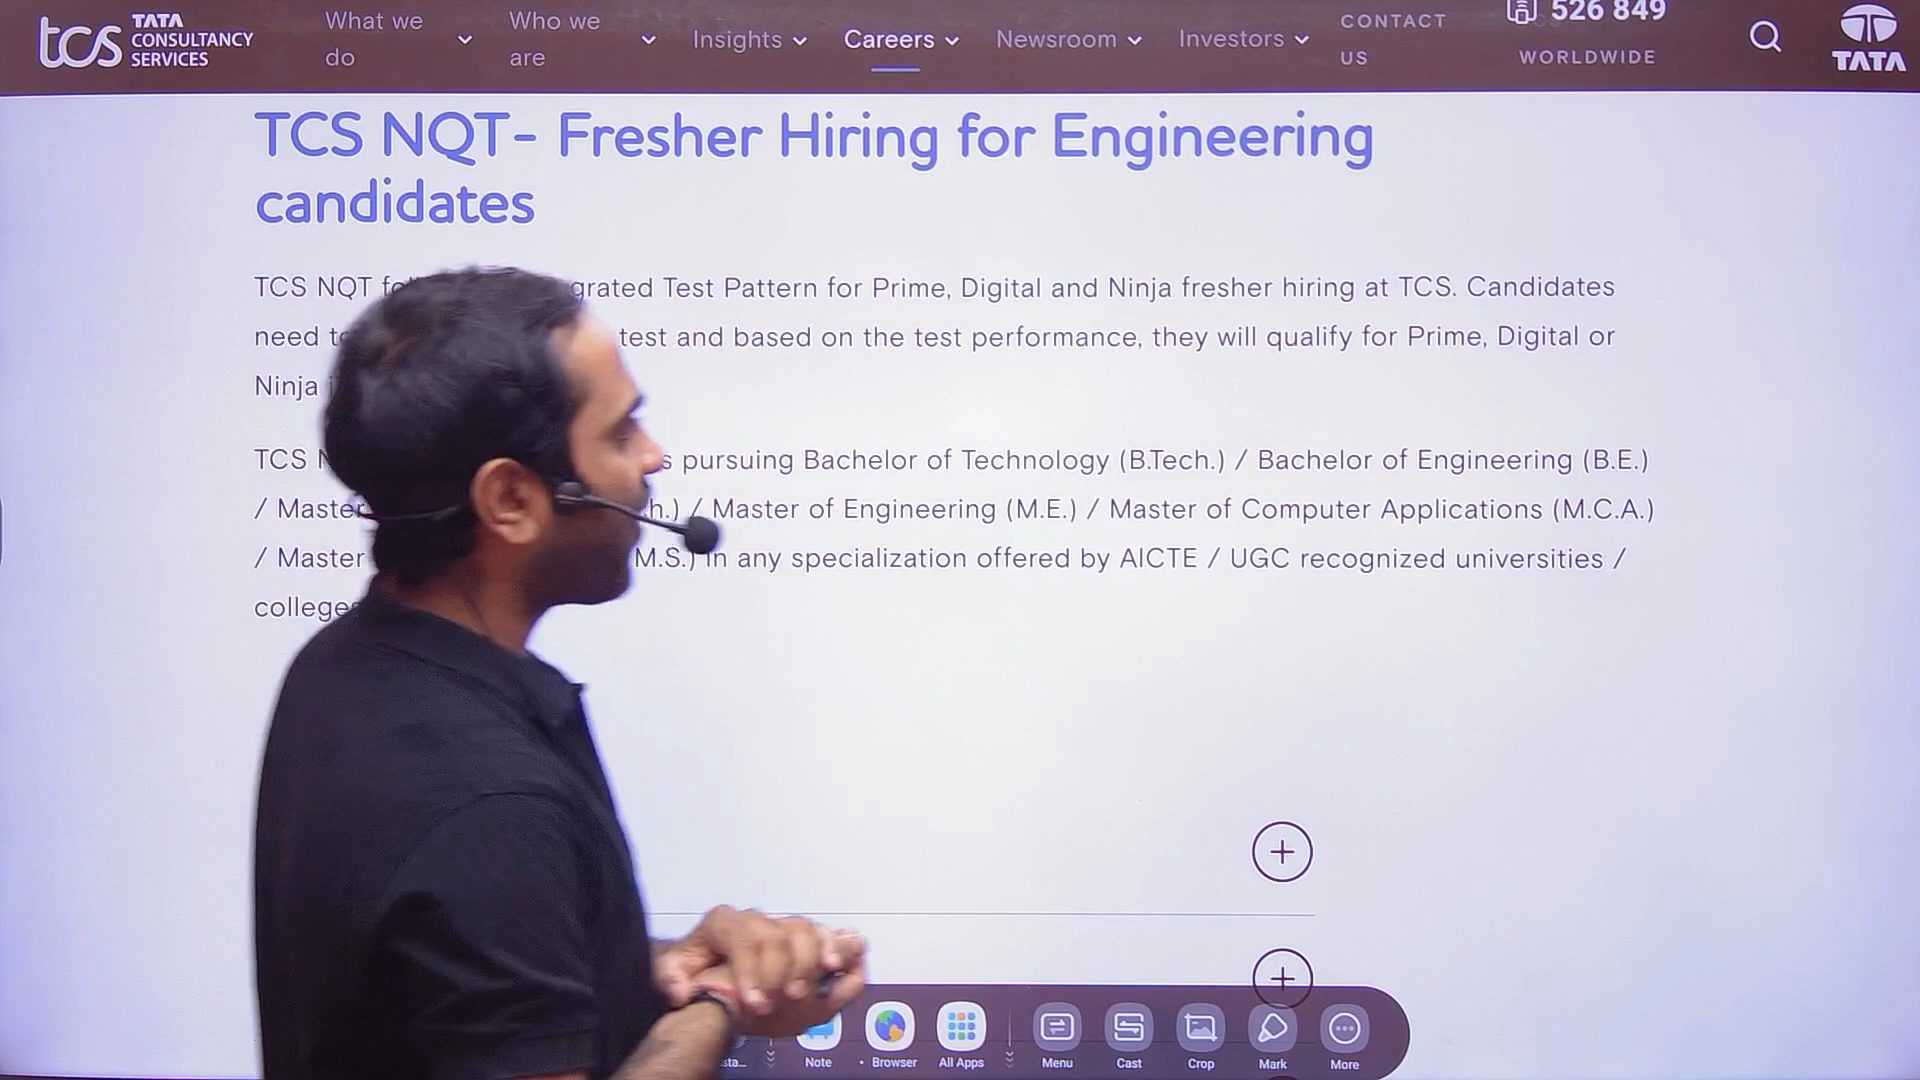 tcs TATA CONSULTANCY SERVICES
What we do
Who we are
Insights
Careers
Newsroom
Investors
CONTACT US
526 849
WORLDWIDE
TATA
TCS NQT- Fresher Hiring for Engineering
candidates
TCS NQT grated Test Pattern for Prime, Digital and Ninja fresher hiring at TCS. Candidates
need test and based on the test performance, they will qualify for Prime, Digital or
Ninja
TCS s pursuing Bachelor of Technology (B.Tech.) / Bachelor of Engineering (B.E.)
/ Master h.) / Master of Engineering (M.E.) / Master of Computer Applications (M.C.A.)
/ Master M.S.) in any specialization offered by AICTE / UGC recognized universities /
colleges
sta... Note • Browser All Apps Menu Cast Crop Mark More